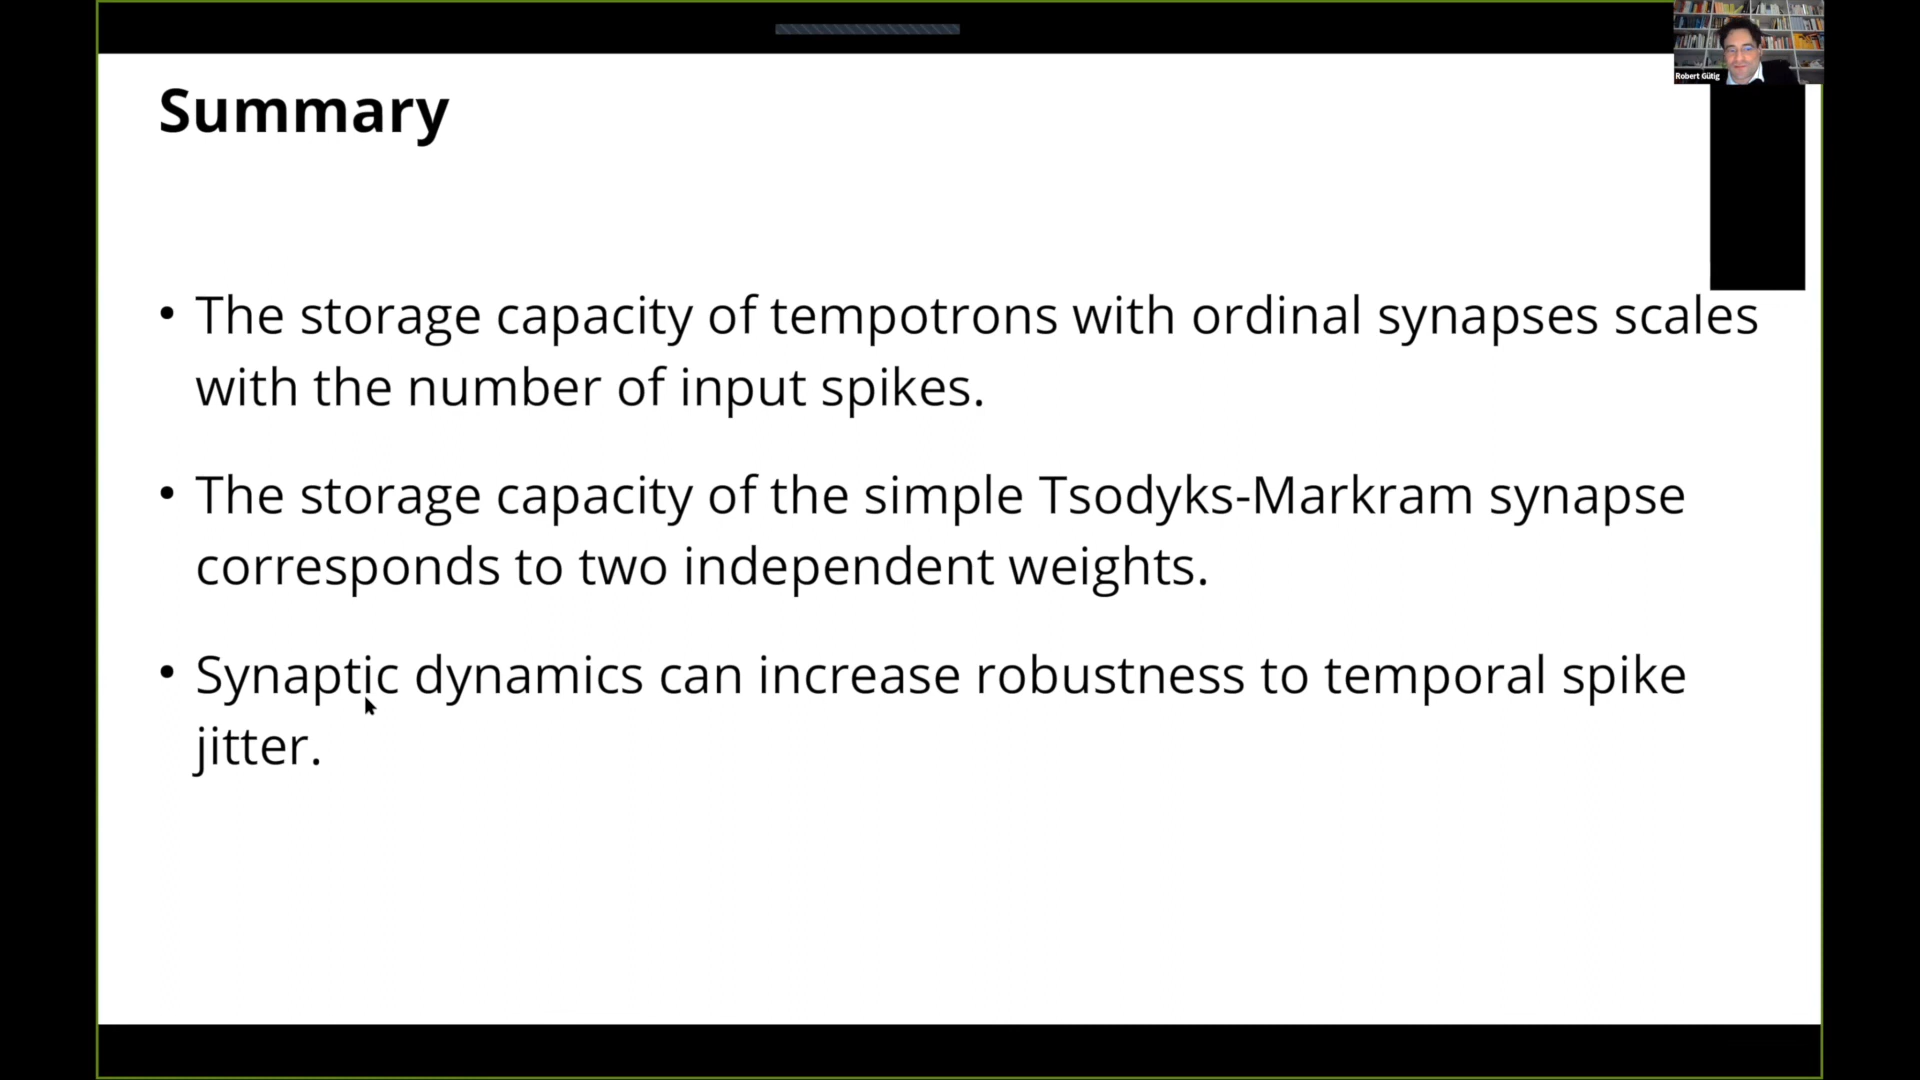 Robert Gütig
Summary
• The storage capacity of tempotrons with ordinal synapses scales
with the number of input spikes.
• The storage capacity of the simple Tsodyks-Markram synapse
corresponds to two independent weights.
• Synaptic dynamics can increase robustness to temporal spike
jitter.